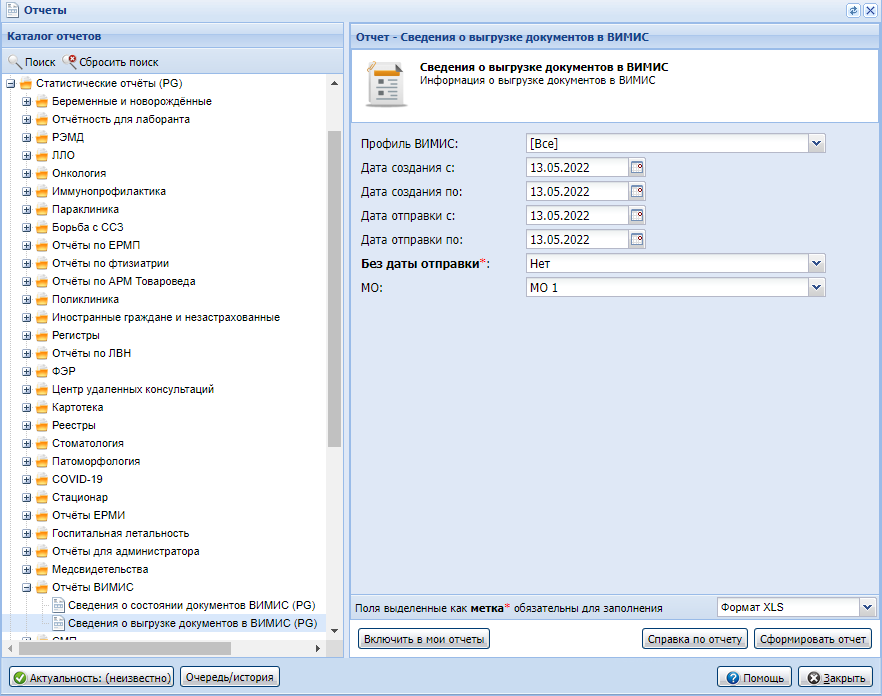 Отчеты
Каталог отчетов
Поиск Сбросить поиск
Статистические отчёты (PG)
Беременные и новорождённые
Отчётность для лаборанта
РЭМД
ЛЛО
Онкология
Иммунопрофилактика
Параклиника
Борьба с ССЗ
Отчёты по ЕРМП
Отчёты по фтизиатрии
Отчёты по АРМ Товароведа
Поликлиника
Иностранные граждане и незастрахованные
Регистры
Отчёты по ЛВН
ФЭР
Центр удаленных консультаций
Картотека
Реестры
Стоматология
Патоморфология
COVID-19
Стационар
Отчёты ЕРМИ
Госпитальная летальность
Отчёты для администратора
Медсвидетельства
Отчёты ВИМИС
Сведения о состоянии документов ВИМИС (PG)
Сведения о выгрузке документов в ВИМИС (PG)
Отчет - Сведения о выгрузке документов в ВИМИС
Сведения о выгрузке документов в ВИМИС
Информация о выгрузке документов в ВИМИС
Профиль ВИМИС: [Все]
Дата создания с: 13.05.2022
Дата создания по: 13.05.2022
Дата отправки с: 13.05.2022
Дата отправки по: 13.05.2022
Без даты отправки*: Нет
МО: МО 1
Поля выделенные как метка* обязательны для заполнения Формат XLS
Включить в мои отчеты Справка по отчету Сформировать отчет
Актуальность: (неизвестно) Очередь/история Помощь Закрыть